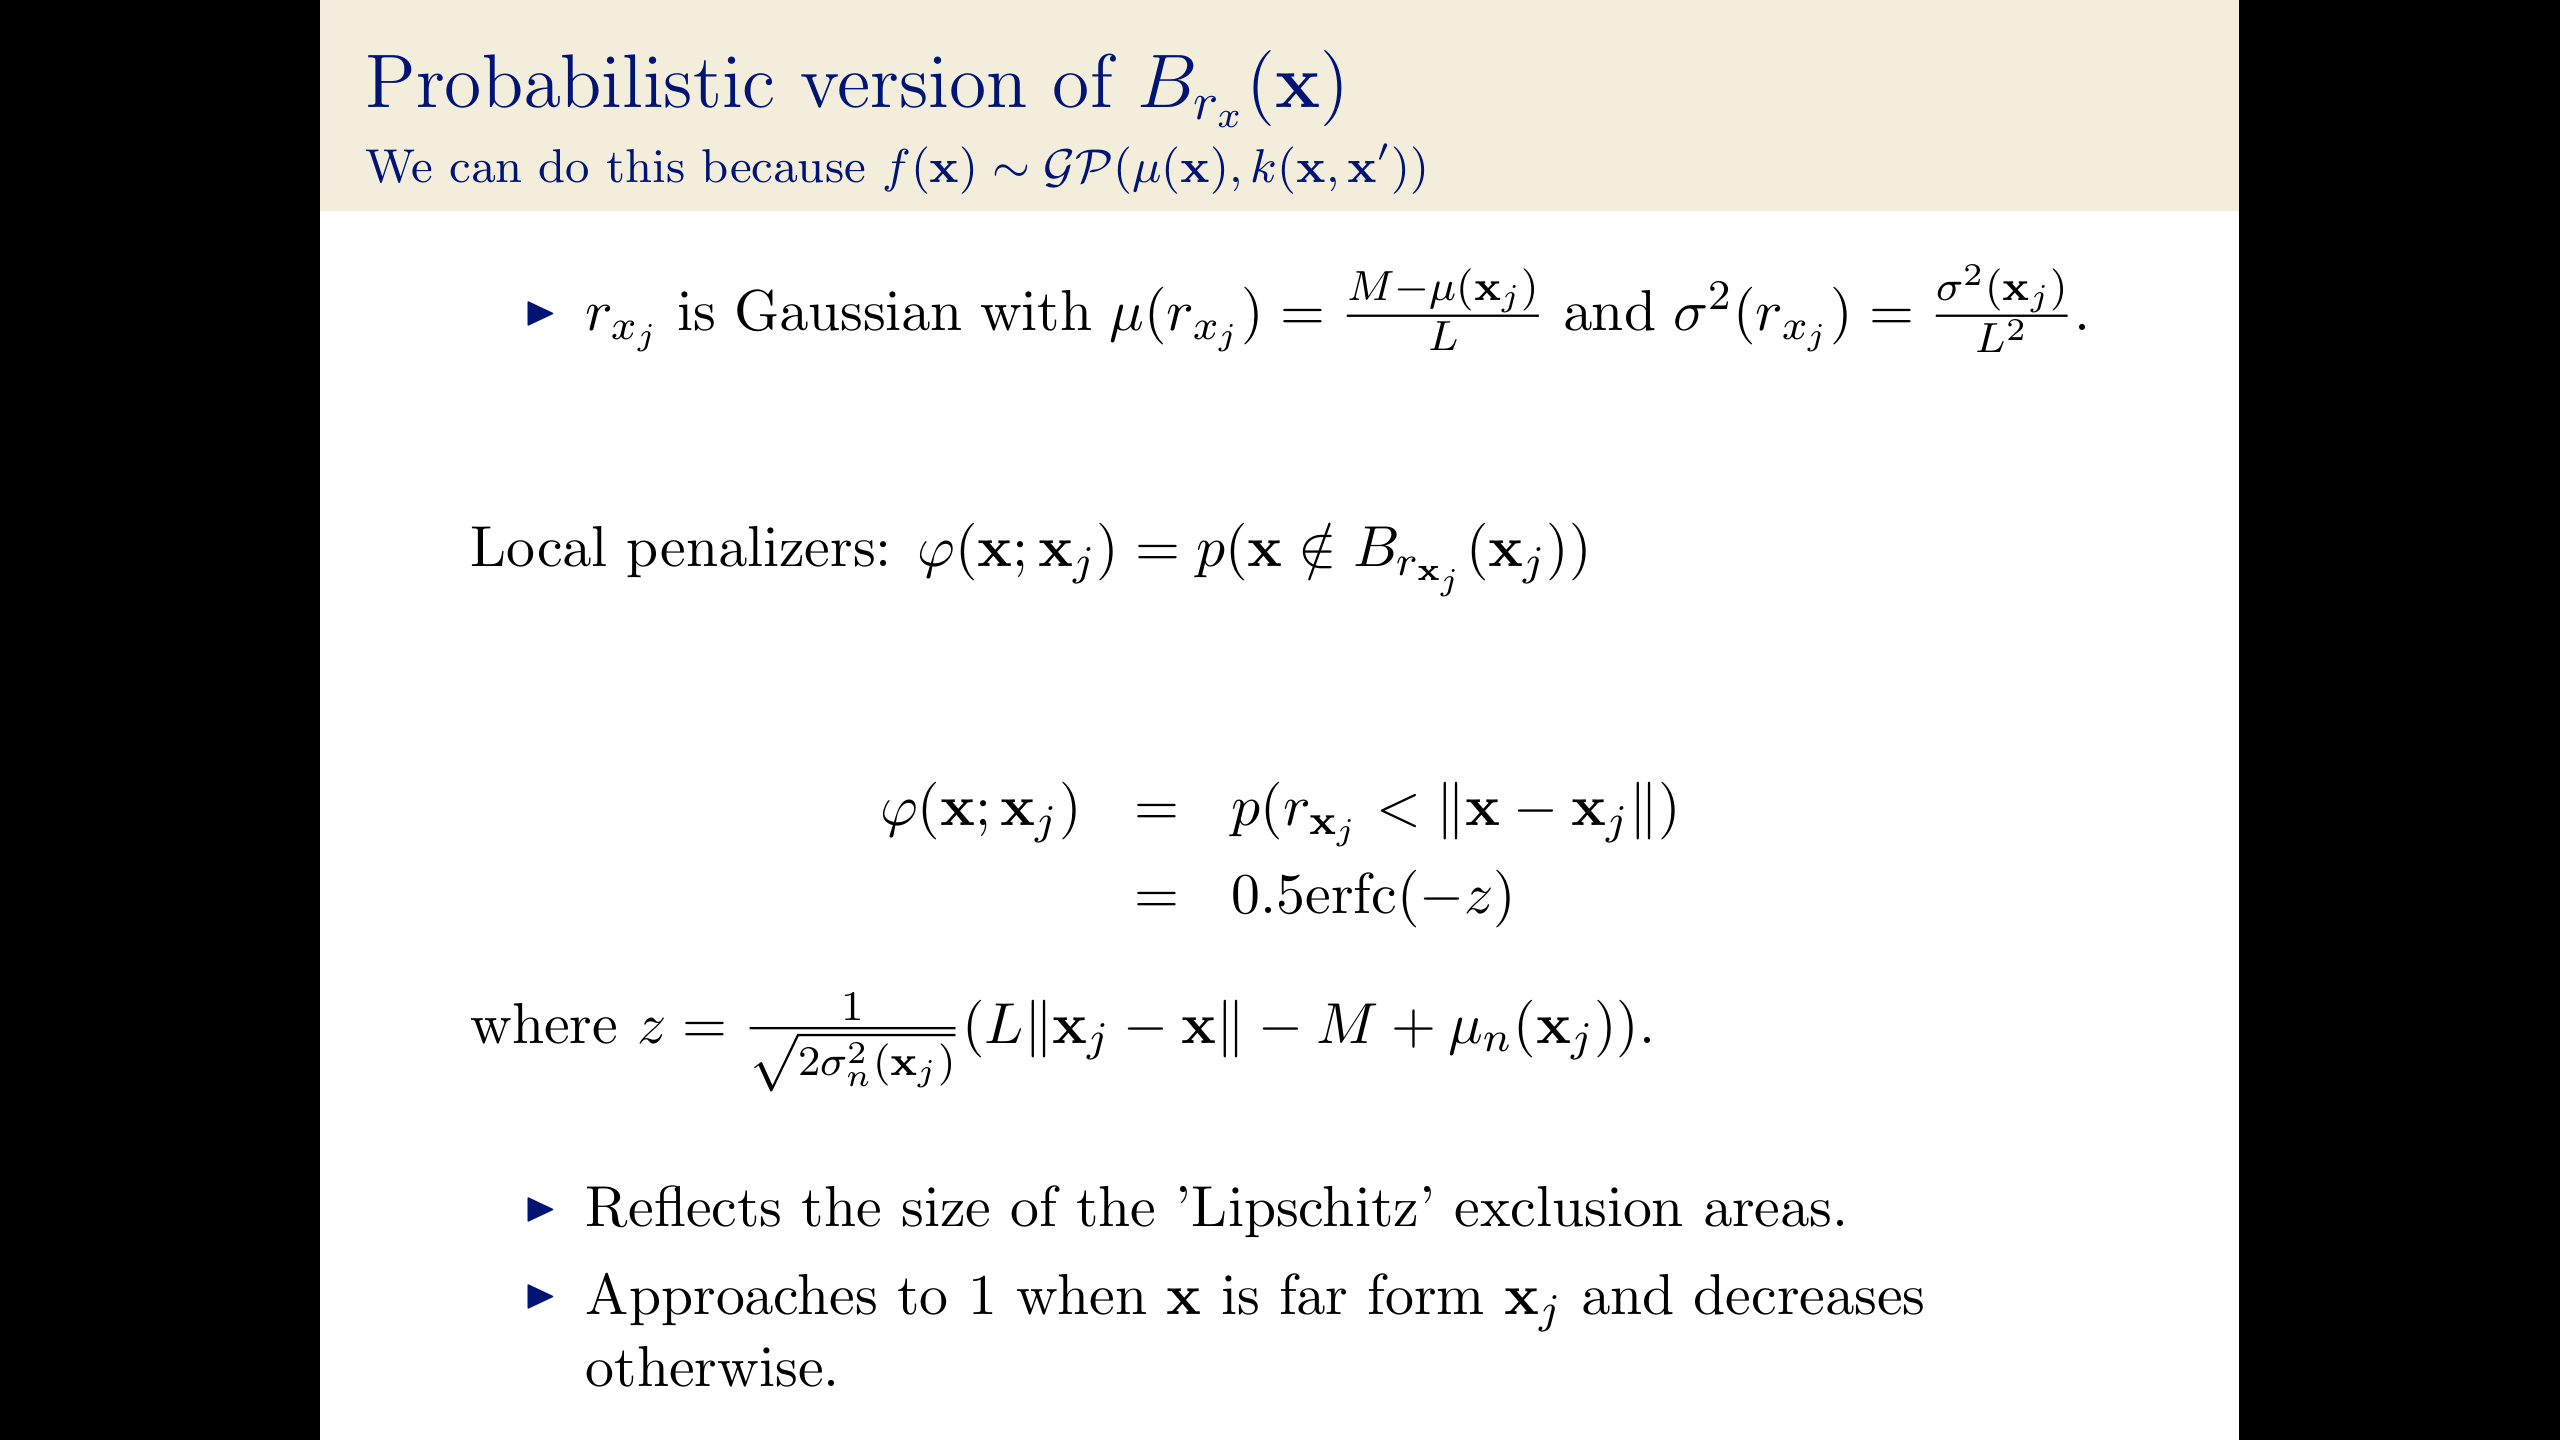 Probabilistic version of $B_{r_x}(\mathbf{x})$
We can do this because $f(\mathbf{x}) \sim \mathcal{GP}(\mu(\mathbf{x}), k(\mathbf{x}, \mathbf{x}'))$
▶ $r_{x_j}$ is Gaussian with $\mu(r_{x_j}) = \frac{M-\mu(\mathbf{x}_j)}{L}$ and $\sigma^2(r_{x_j}) = \frac{\sigma^2(\mathbf{x}_j)}{L^2}$.
Local penalizers: $\varphi(\mathbf{x}; \mathbf{x}_j) = p(\mathbf{x} \notin B_{r_{\mathbf{x}_j}}(\mathbf{x}_j))$
$\varphi(\mathbf{x}; \mathbf{x}_j) = p(r_{\mathbf{x}_j} < \|\mathbf{x} - \mathbf{x}_j\|)$
$= 0.5\text{erfc}(-z)$
where $z = \frac{1}{\sqrt{2\sigma_n^2(\mathbf{x}_j)}}(L\|\mathbf{x}_j - \mathbf{x}\| - M + \mu_n(\mathbf{x}_j))$.
▶ Reflects the size of the ’Lipschitz’ exclusion areas.
▶ Approaches to 1 when $\mathbf{x}$ is far form $\mathbf{x}_j$ and decreases
otherwise.